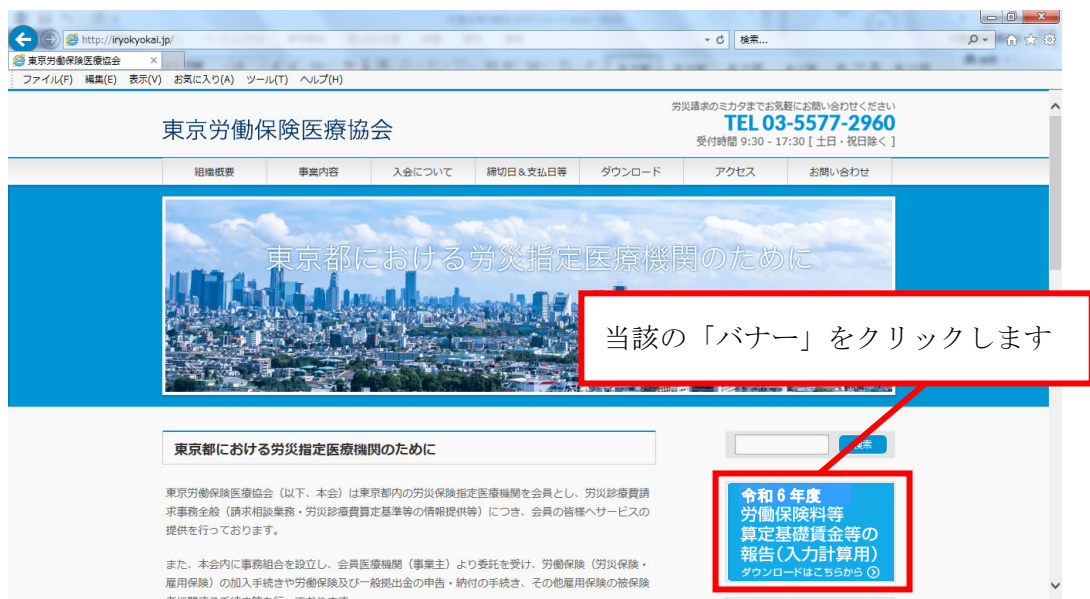 http://iryokyokai.jp/
検索...
東京労働保険医療協会
ファイル(F) 編集(E) 表示(V) お気に入り(A) ツール(T) ヘルプ(H)
東京労働保険医療協会
労災請求のミカタまでお気軽にお問い合わせください
TEL 03-5577-2960
受付時間 9:30 - 17:30 [ 土日・祝日除く ]
組織概要 事業内容 入会について 締切日&支払日等 ダウンロード アクセス お問い合わせ
東京都における労災指定医療機関のために
当該の「バナー」をクリックします
東京都における労災指定医療機関のために
検索
東京労働保険医療協会(以下、本会)は東京都内の労災保険指定医療機関を会員とし、労災診療費請
求事務全般(請求相談業務・労災診療費算定基準等の情報提供等)につき、会員の皆様へサービスの
提供を行っております。
また、本会内に事務組合を設立し、会員医療機関(事業主)より委託を受け、労働保険(労災保険・
雇用保険)の加入手続きや労働保険及び一般拠出金の申告・納付の手続き、その他雇用保険の被保険
令和6年度
労働保険料等
算定基礎賃金等の
報告(入力計算用)
ダウンロードはこちらから